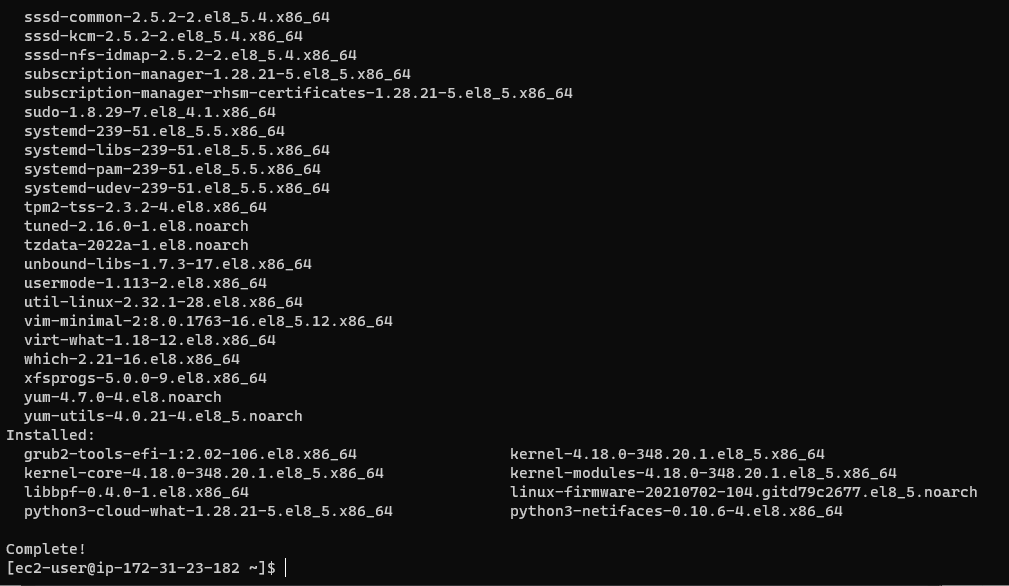 sssd-common-2.5.2-2.el8_5.4.x86_64
sssd-kcm-2.5.2-2.el8_5.4.x86_64
sssd-nfs-idmap-2.5.2-2.el8_5.4.x86_64
subscription-manager-1.28.21-5.el8_5.x86_64
subscription-manager-rhsm-certificates-1.28.21-5.el8_5.x86_64
sudo-1.8.29-7.el8_4.1.x86_64
systemd-239-51.el8_5.5.x86_64
systemd-libs-239-51.el8_5.5.x86_64
systemd-pam-239-51.el8_5.5.x86_64
systemd-udev-239-51.el8_5.5.x86_64
tpm2-tss-2.3.2-4.el8.x86_64
tuned-2.16.0-1.el8.noarch
tzdata-2022a-1.el8.noarch
unbound-libs-1.7.3-17.el8.x86_64
usermode-1.113-2.el8.x86_64
util-linux-2.32.1-28.el8.x86_64
vim-minimal-2:8.0.1763-16.el8_5.12.x86_64
virt-what-1.18-12.el8.x86_64
which-2.21-16.el8.x86_64
xfsprogs-5.0.0-9.el8.x86_64
yum-4.7.0-4.el8.noarch
yum-utils-4.0.21-4.el8_5.noarch
Installed:
grub2-tools-efi-1:2.02-106.el8.x86_64 kernel-4.18.0-348.20.1.el8_5.x86_64
kernel-core-4.18.0-348.20.1.el8_5.x86_64 kernel-modules-4.18.0-348.20.1.el8_5.x86_64
libbpf-0.4.0-1.el8.x86_64 linux-firmware-20210702-104.gitd79c2677.el8_5.noarch
python3-cloud-what-1.28.21-5.el8_5.x86_64 python3-netifaces-0.10.6-4.el8.x86_64
Complete!
[ec2-user@ip-172-31-23-182 ~]$